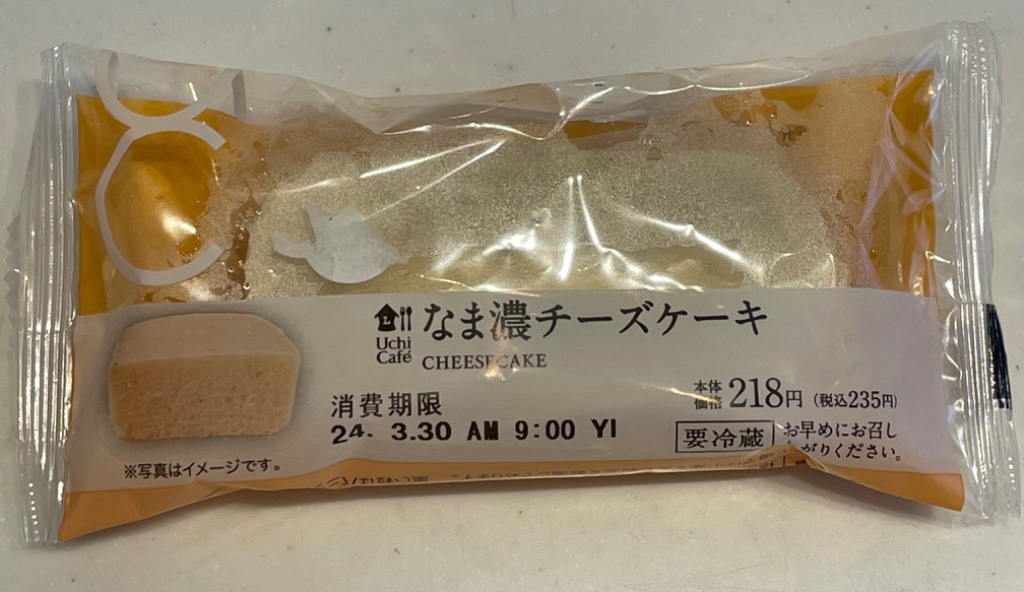 Uchi
Café
なま濃チーズケーキ
CHEESECAKE
消費期限
24. 3.30 AM 9:00 YI
本体
価格 218円 (税込235円)
要冷蔵
お早めにお召し
がりください。
※写真はイメージです。